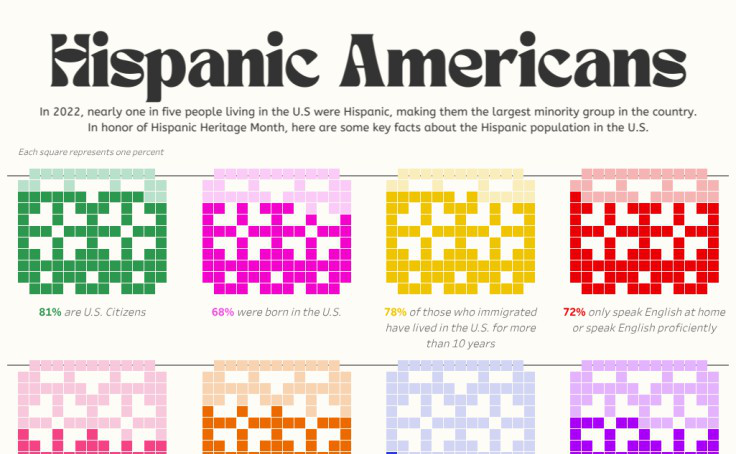 Hispanic Americans
In 2022, nearly one in five people living in the U.S were Hispanic, making them the largest minority group in the country.
In honor of Hispanic Heritage Month, here are some key facts about the Hispanic population in the U.S.
Each square represents one percent
81% are U.S. Citizens
68% were born in the U.S.
78% of those who immigrated
have lived in the U.S. for more
than 10 years
72% only speak English at home
or speak English proficiently